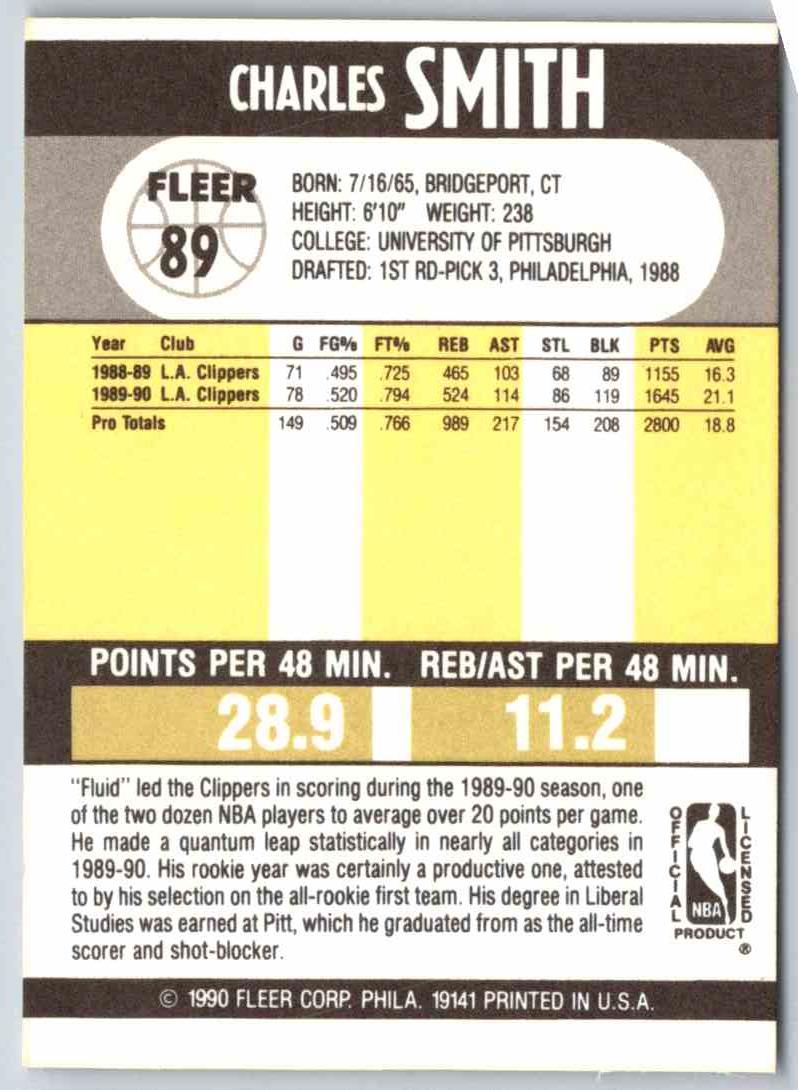 CHARLES SMITH
FLEER
89
BORN: 7/16/65, BRIDGEPORT, CT
HEIGHT: 6'10" WEIGHT: 238
COLLEGE: UNIVERSITY OF PITTSBURGH
DRAFTED: 1ST RD-PICK 3, PHILADELPHIA, 1988
Year Club G FG% FT% REB AST STL BLK PTS AVG
1988-89 L.A. Clippers 71 .495 .725 465 103 68 89 1155 16.3
1989-90 L.A. Clippers 78 .520 .794 524 114 86 119 1645 21.1
Pro Totals 149 .509 .766 989 217 154 208 2800 18.8
POINTS PER 48 MIN. REB/AST PER 48 MIN.
28.9 11.2
"Fluid" led the Clippers in scoring during the 1989-90 season, one
of the two dozen NBA players to average over 20 points per game.
He made a quantum leap statistically in nearly all categories in
1989-90. His rookie year was certainly a productive one, attested
to by his selection on the all-rookie first team. His degree in Liberal
Studies was earned at Pitt, which he graduated from as the all-time
scorer and shot-blocker.
OFFICIAL
NBA
LICENSED
PRODUCT
®
© 1990 FLEER CORP. PHILA. 19141 PRINTED IN U.S.A.